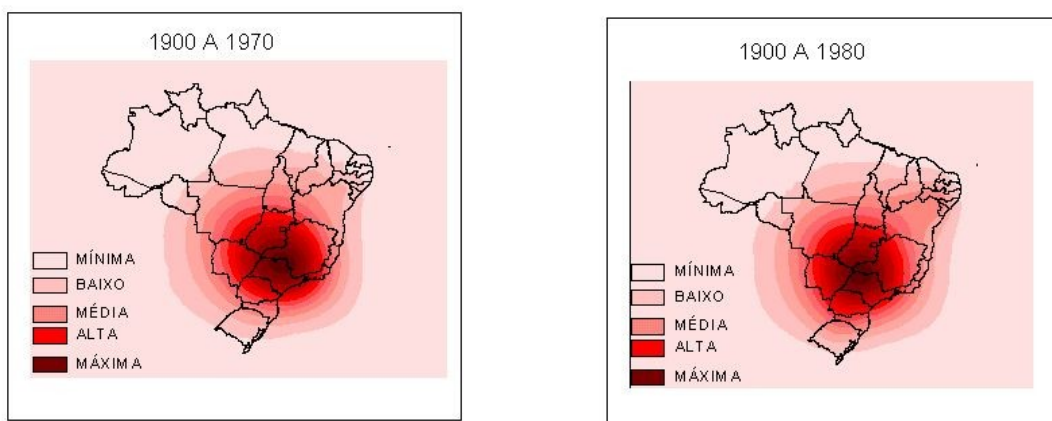 1900 A 1970
MÍNIMA
BAIXO
MÉDIA
ALTA
MÁXIMA
1900 A 1980
MÍNIMA
BAIXO
MÉDIA
ALTA
MÁXIMA